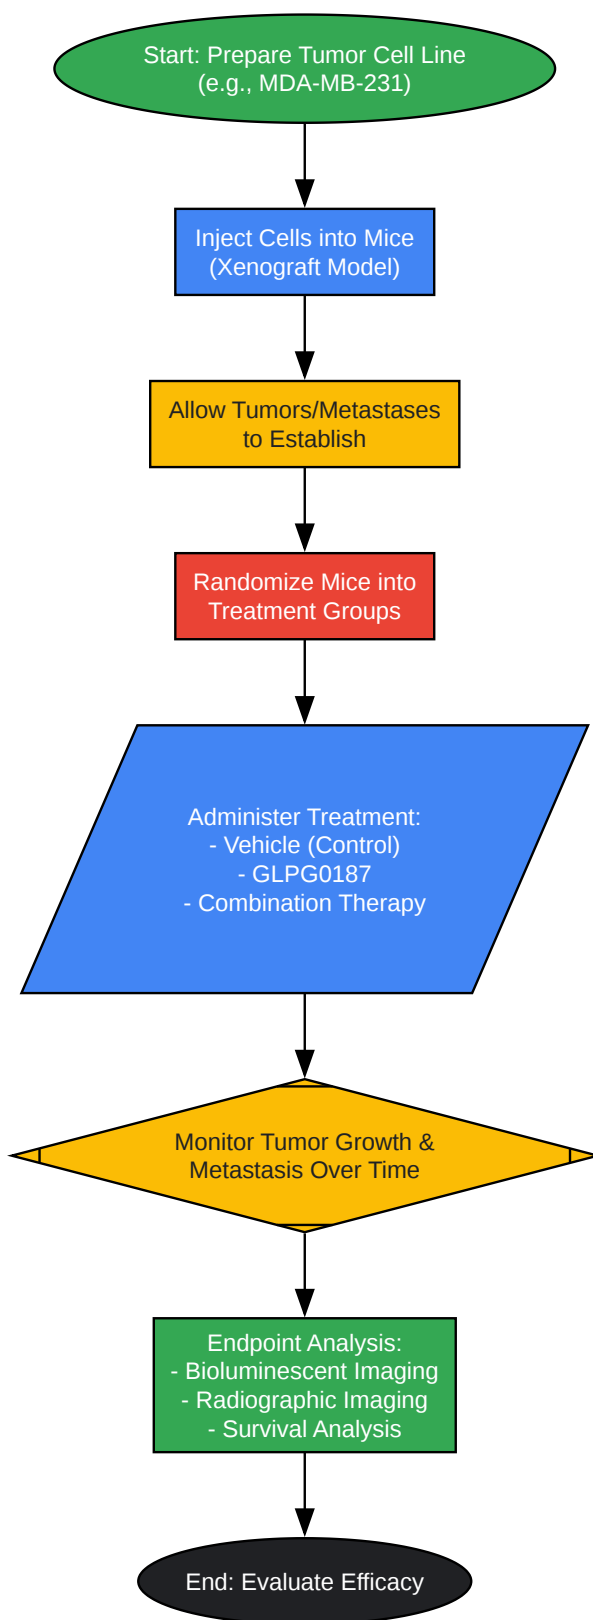 Start: Prepare Tumor Cell Line
(e.g., MDA-MB-231)
Inject Cells into Mice
(Xenograft Model)
Allow Tumors/Metastases
to Establish
Randomize Mice into
Treatment Groups
Administer Treatment:
- Vehicle (Control)
- GLPG0187
- Combination Therapy
Monitor Tumor Growth &
Metastasis Over Time
Endpoint Analysis:
- Bioluminescent Imaging
- Radiographic Imaging
- Survival Analysis
End: Evaluate Efficacy